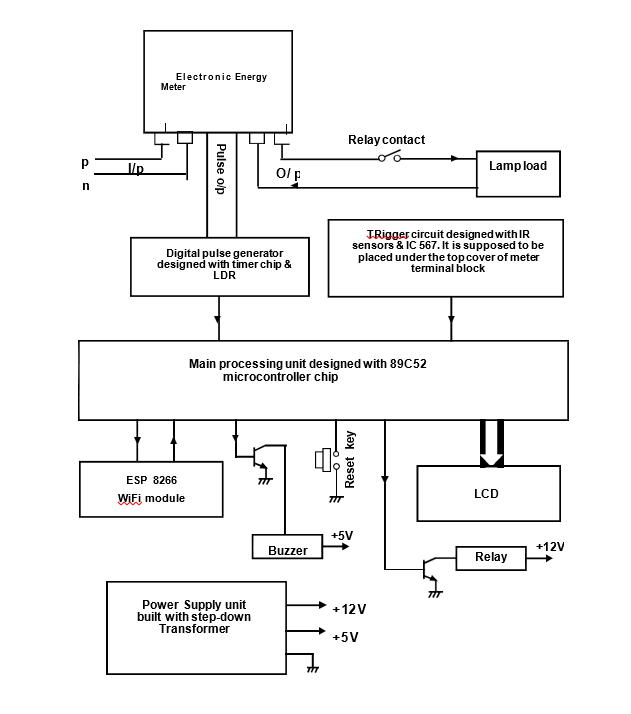 Electronic Energy
Meter
Relay contact
p
I/p
n
Pulse o/p
O/ p
Lamp load
Digital pulse generator
designed with timer chip &
LDR
TRigger circuit designed with IR
sensors & IC 567. It is supposed to be
placed under the top cover of meter
terminal block
Main processing unit designed with 89C52
microcontroller chip
ESP 8266
WiFi module
Reset key
LCD
+5V
Buzzer
+12V
Relay
Power Supply unit
built with step-down
Transformer
+12V
+5V